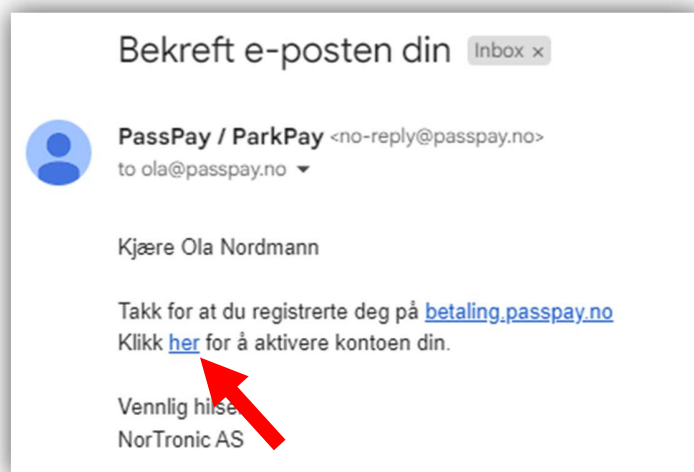 Bekreft e-posten din Inbox ×
PassPay / ParkPay <no-reply@passpay.no>
to ola@passpay.no
Kjære Ola Nordmann
Takk for at du registrerte deg på betaling.passpay.no
Klikk her for å aktivere kontoen din.
Vennlig
NorTronic AS